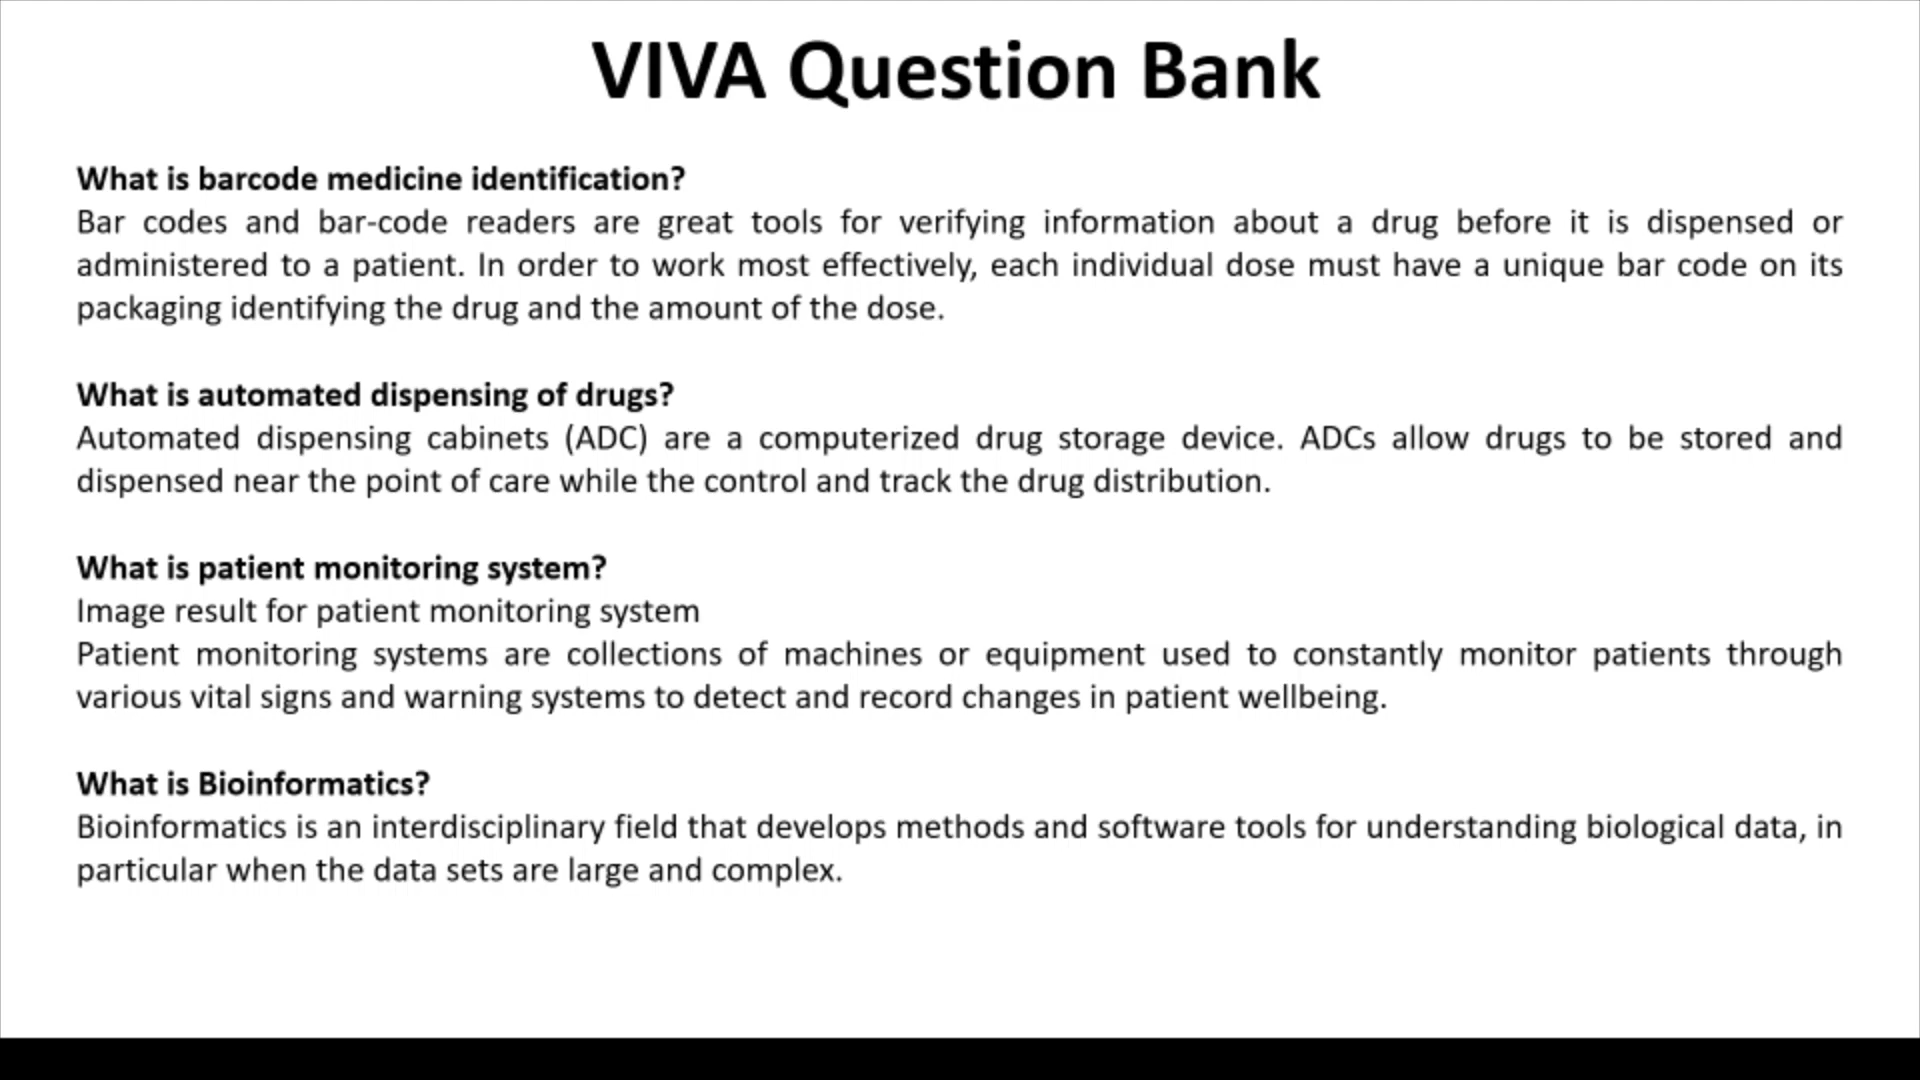 VIVA Question Bank
What is barcode medicine identification?
Bar codes and bar-code readers are great tools for verifying information about a drug before it is dispensed or
administered to a patient. In order to work most effectively, each individual dose must have a unique bar code on its
packaging identifying the drug and the amount of the dose.
What is automated dispensing of drugs?
Automated dispensing cabinets (ADC) are a computerized drug storage device. ADCs allow drugs to be stored and
dispensed near the point of care while the control and track the drug distribution.
What is patient monitoring system?
Image result for patient monitoring system
Patient monitoring systems are collections of machines or equipment used to constantly monitor patients through
various vital signs and warning systems to detect and record changes in patient wellbeing.
What is Bioinformatics?
Bioinformatics is an interdisciplinary field that develops methods and software tools for understanding biological data, in
particular when the data sets are large and complex.